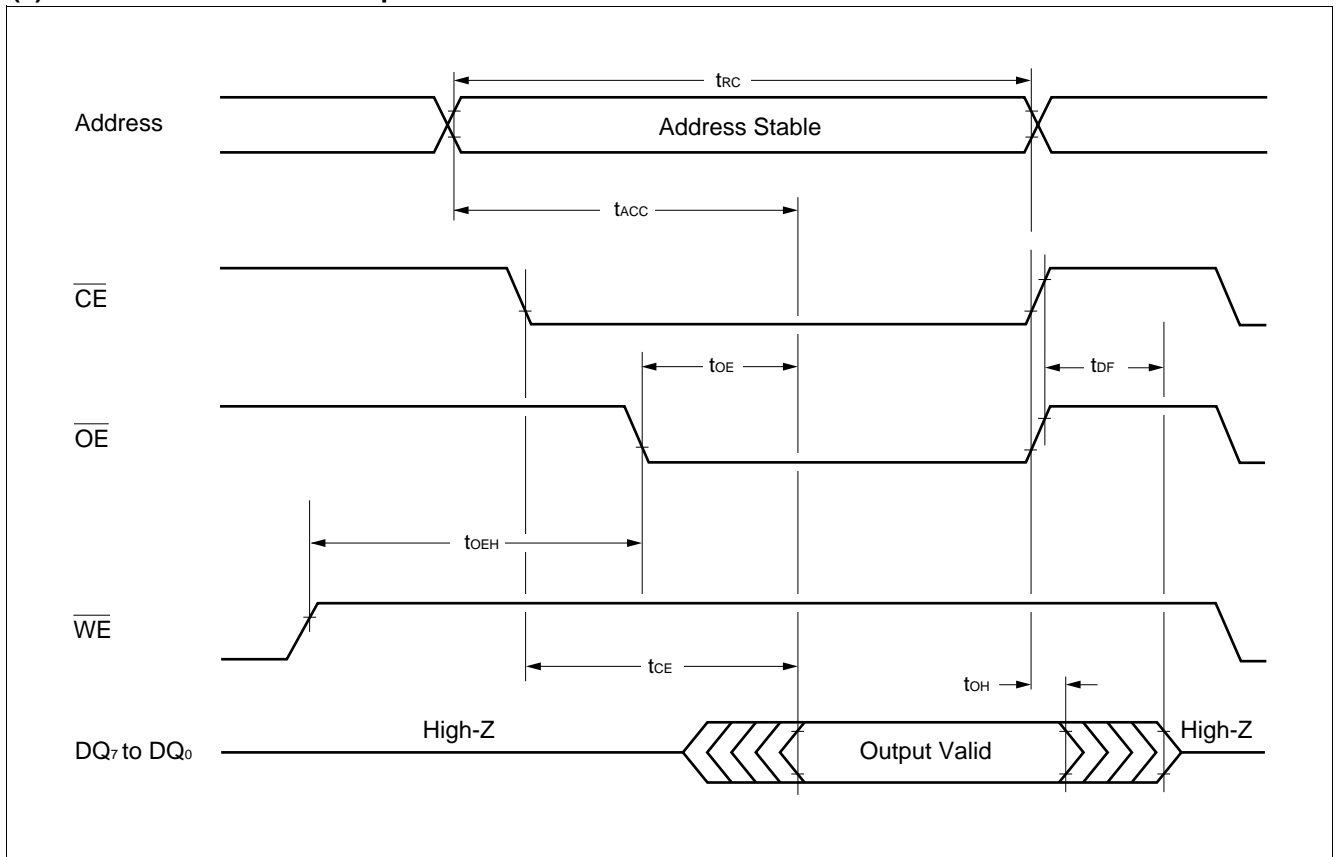 tRC
Address
Address Stable
tACC
CE
tOE
tDF
OE
tOEH
WE
tCE
tOH
High-Z
High-Z
DQ7 to DQ0
Output Valid